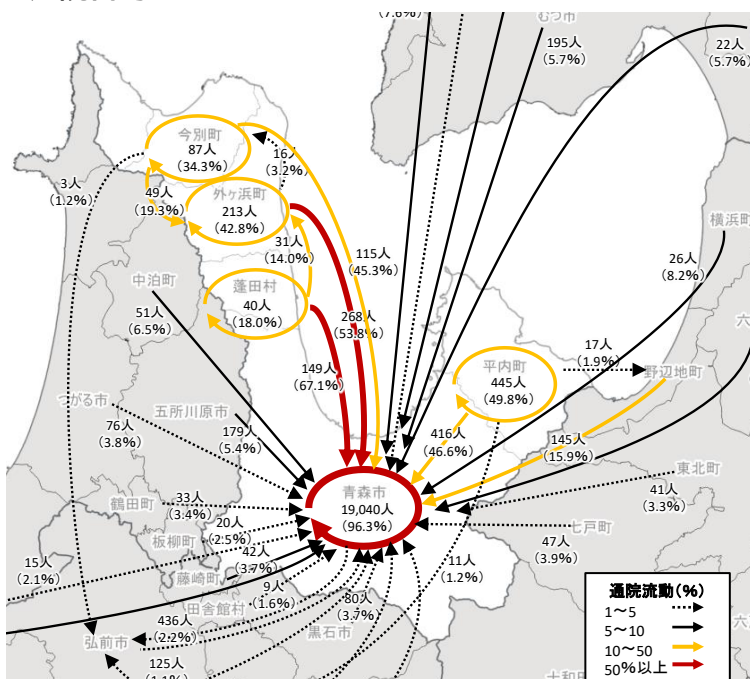 (7.6%)
むつ市
195人
(5.7%)
22人
(5.7%)
今別町
87人
(34.3%)
16人
(3.2%)
3人
(1.2%)
49人
(19.3%)
外ヶ浜町
213人
(42.8%)
横浜町
31人
(14.0%)
115人
(45.3%)
26人
(8.2%)
中泊町
蓬田村
40人
(18.0%)
51人
(6.5%)
268人
(53.8%)
17人
(1.9%)
平内町
445人
(49.8%)
野辺地町
149人
(67.1%)
つがる市
76人
(3.8%)
五所川原市
179人
(5.4%)
416人
(46.6%)
145人
(15.9%)
東北町
41人
(3.3%)
青森市
19,040人
(96.3%)
鶴田町
33人
(3.4%)
七戸町
47人
(3.9%)
板柳町
20人
(2.5%)
15人
(2.1%)
藤崎町
42人
(3.7%)
11人
(1.2%)
9人
(1.6%)
田舎館村
80人
(3.7%)
黒石市
436人
(2.2%)
弘前市
125人
(1.1%)
通院流動(%)
1~5
5~10
10~50
50%以上